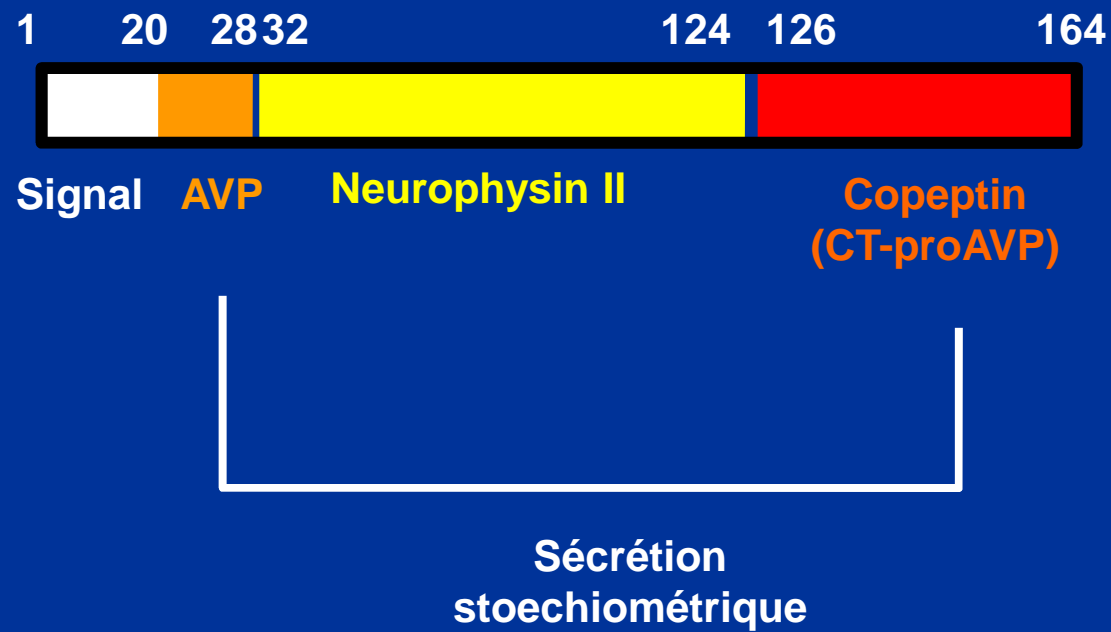 1 20 28 32 124 126 164
Signal AVP Neurophysin II Copeptin
(CT-proAVP)
Sécrétion
stoechiométrique